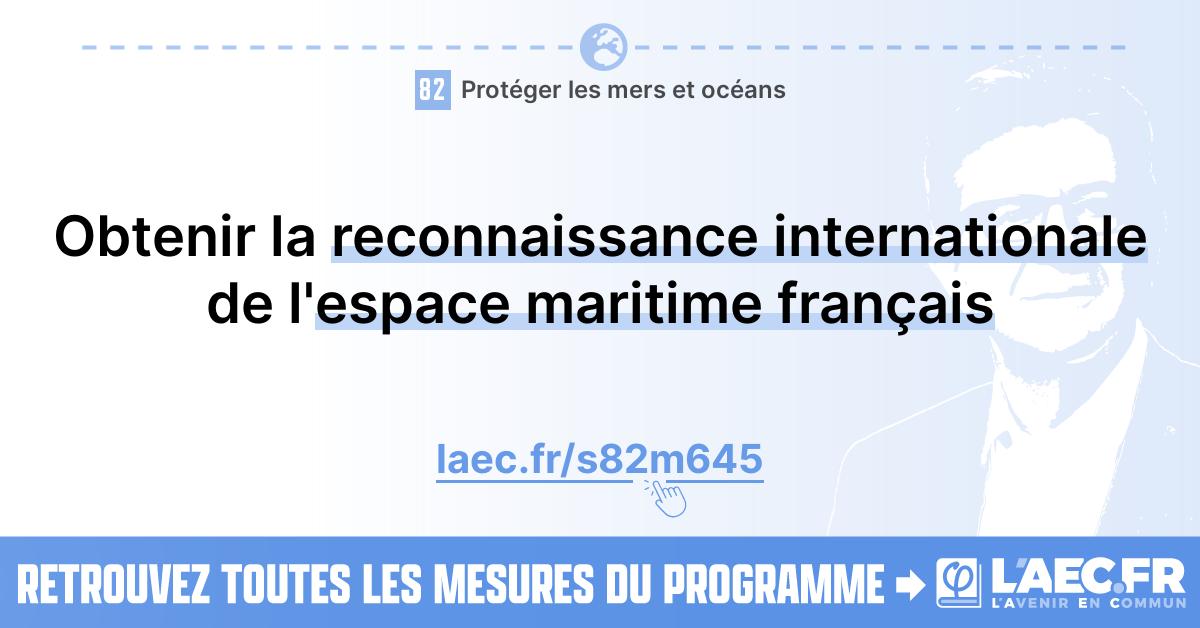 82 Protéger les mers et océans
Obtenir la reconnaissance internationale
de l'espace maritime français
laec.fr/s82m645
RETROUVEZ TOUTES LES MESURES DU PROGRAMME
φ L'AEC.FR
L'AVENIR EN COMMUN